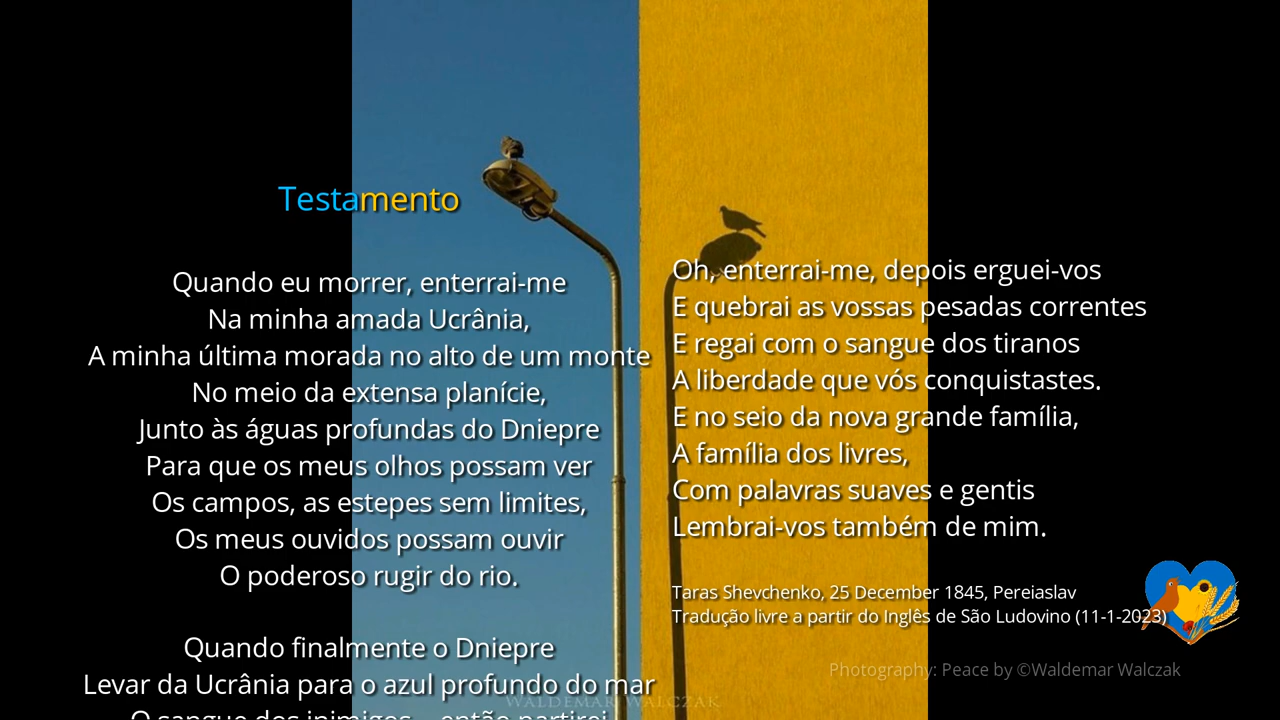 Testamento
Quando eu morrer, enterrai-me
Na minha amada Ucrânia,
A minha última morada no alto de um monte
No meio da extensa planície,
Junto às águas profundas do Dniepre
Para que os meus olhos possam ver
Os campos, as estepes sem limites,
Os meus ouvidos possam ouvir
O poderoso rugir do rio.
Quando finalmente o Dniepre
Levar da Ucrânia para o azul profundo do mar
O sangue dos inimigos... então partirei
Oh, enterrai-me, depois erguei-vos
E quebrai as vossas pesadas correntes
E regai com o sangue dos tiranos
A liberdade que vós conquistastes.
E no seio da nova grande família,
A família dos livres,
Com palavras suaves e gentis
Lembrai-vos também de mim.
Taras Shevchenko, 25 December 1845, Pereiaslav
Tradução livre a partir do Inglês de São Ludovino (11-1-2023)
Photography: Peace by ©Waldemar Walczak
WALDEMAR WALCZAK